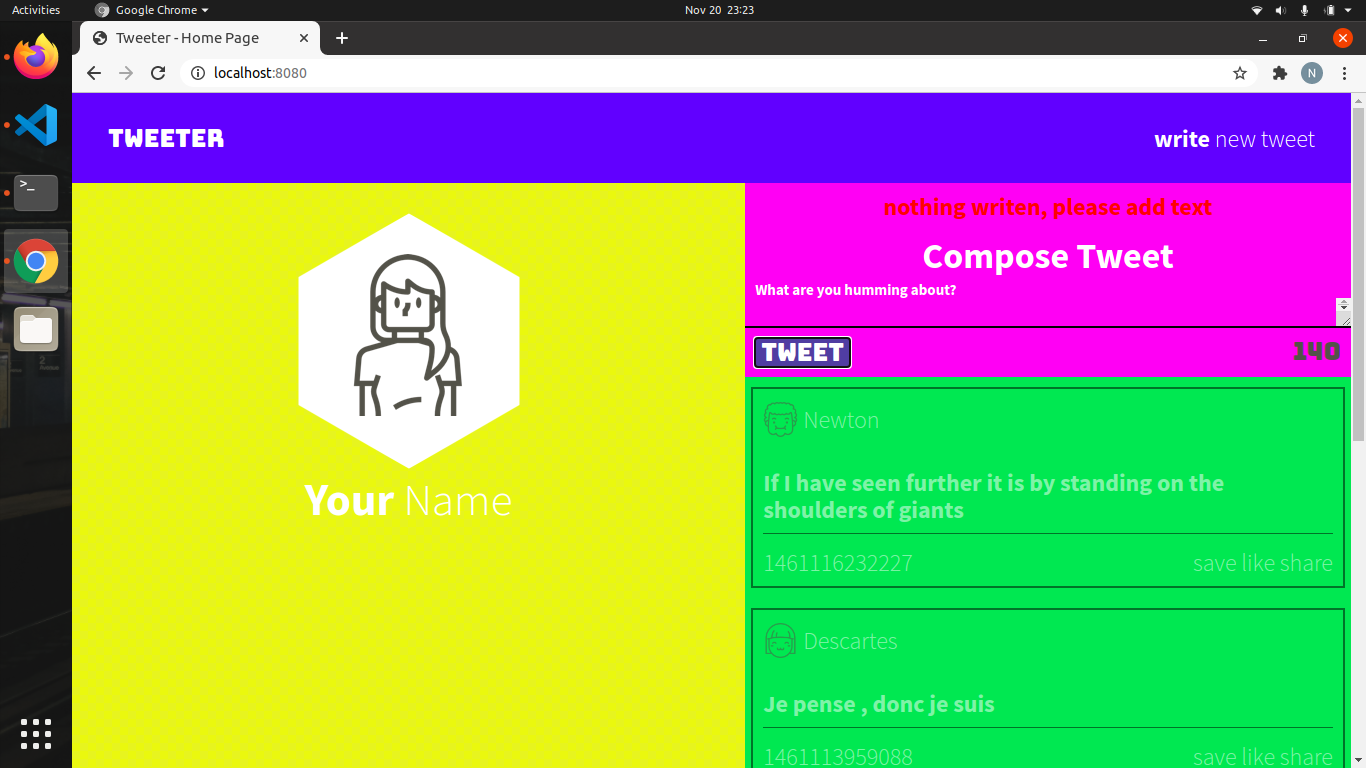 Activities
Google Chrome
Nov 20 23:23
Tweeter - Home Page
localhost:8080
N
TWEETER
write new tweet
nothing writen, please add text
Compose Tweet
What are you humming about?
TWEET
140
Newton
If I have seen further it is by standing on the
shoulders of giants
1461116232227
save like share
Your Name
Descartes
Je pense , donc je suis
1461113959088
save like share